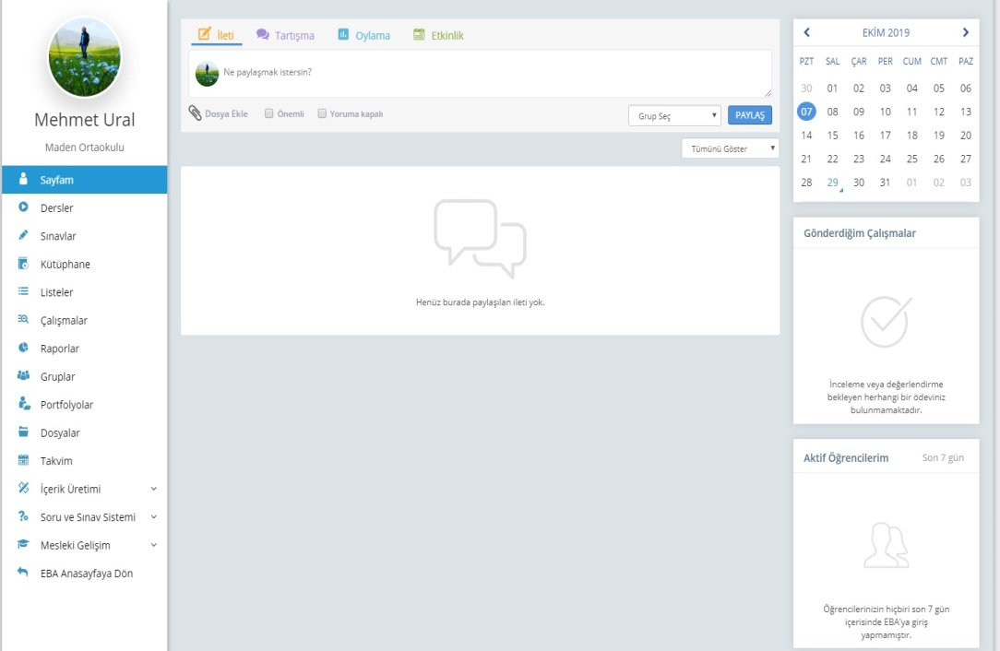 Mehmet Ural
Maden Ortaokulu
Sayfam
Dersler
Sınavlar
Kütüphane
Listeler
Çalışmalar
Raporlar
Gruplar
Portfolyolar
Dosyalar
Takvim
İçerik Üretimi
Soru ve Sınav Sistemi
Mesleki Gelişim
EBA Anasayfaya Dön
İleti Tartışma Oylama Etkinlik
Ne paylaşmak istersin?
Dosya Ekle Önemli Yoruma kapalı Grup Seç PAYLAŞ
Tümünü Göster
Henüz burada paylaşılan ileti yok.
EKİM 2019
PZT SAL ÇAR PER CUM CMT PAZ
30 01 02 03 04 05 06
07 08 09 10 11 12 13
14 15 16 17 18 19 20
21 22 23 24 25 26 27
28 29 30 31 01 02 03
Gönderdiğim Çalışmalar
İnceleme veya değerlendirme
bekleyen herhangi bir ödeviniz
bulunmamaktadır.
Aktif Öğrencilerim Son 7 gün
Öğrencilerinizin hiçbiri son 7 gün
içerisinde EBA'ya giriş
yapmamıştır.